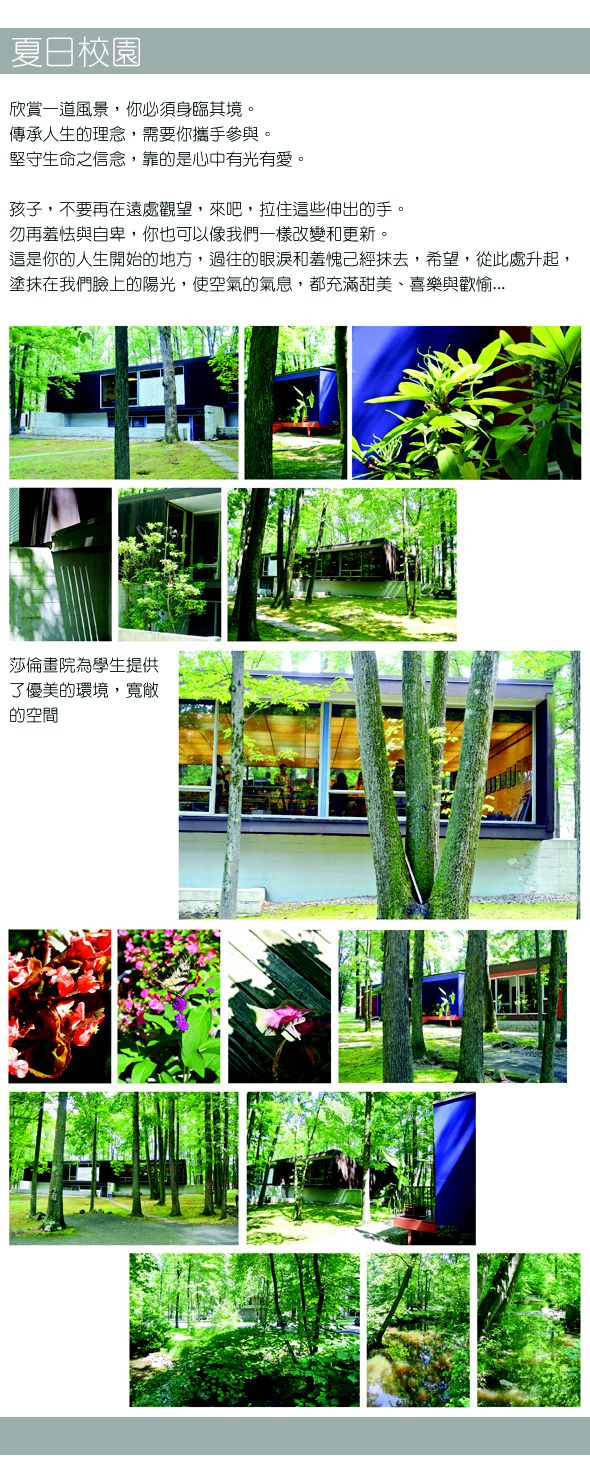 夏日校園
欣賞一道風景，你必須身臨其境。
傳承人生的理念，需要你攜手參與。
堅守生命之信念，靠的是心中有光有愛。
孩子，不要再在遠處觀望，來吧，拉住這些伸出的手。
勿再羞怯與自卑，你也可以像我們一樣改變和更新。
這是你的人生開始的地方，過往的眼淚和羞愧己經抹去，希望，從此處升起，
塗抹在我們臉上的陽光，使空氣的氣息，都充滿甜美、喜樂與歡愉...
莎倫畫院為學生提供
了優美的環境，寬敞
的空間